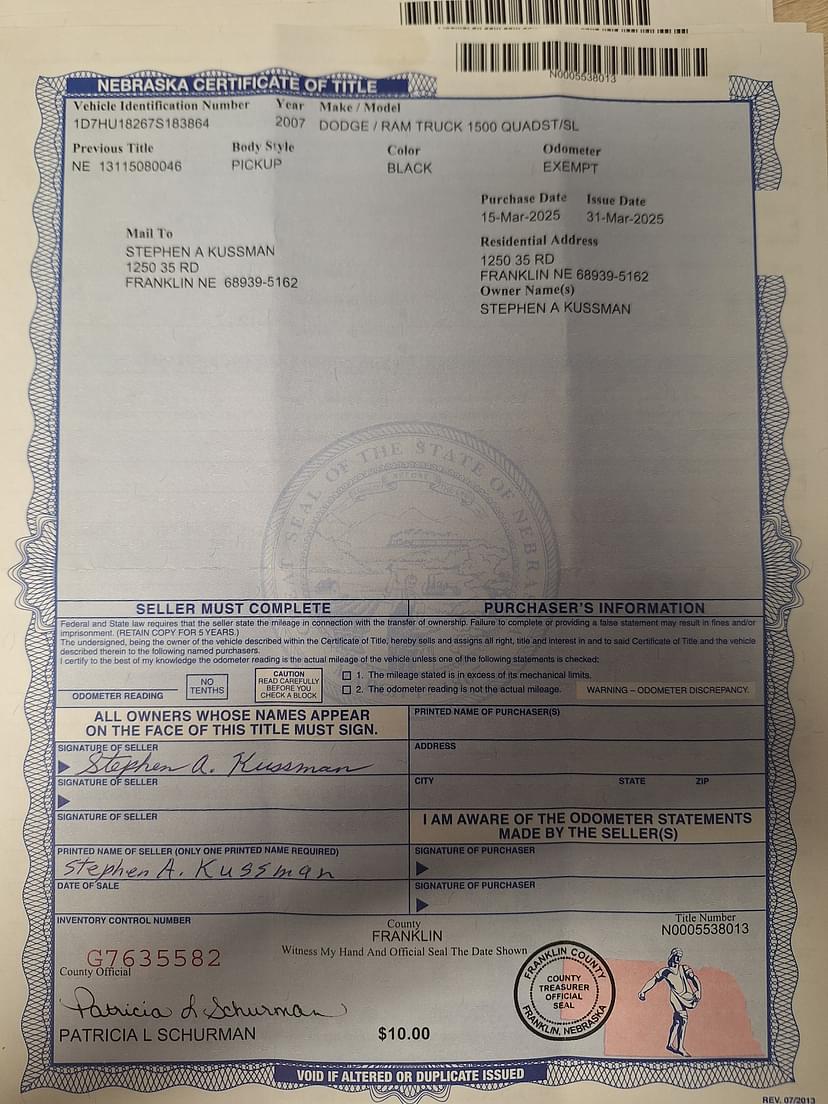 N0005538013
NEBRASKA CERTIFICATE OF TITLE
Vehicle Identification Number Year Make / Model
1D7HU18267S183864 2007 DODGE / RAM TRUCK 1500 QUADST/SL
Previous Title Body Style Color Odometer
NE 13115080046 PICKUP BLACK EXEMPT
Purchase Date Issue Date
15-Mar-2025 31-Mar-2025
Mail To
STEPHEN A KUSSMAN
1250 35 RD
FRANKLIN NE 68939-5162
Residential Address
1250 35 RD
FRANKLIN NE 68939-5162
Owner Name(s)
STEPHEN A KUSSMAN
SEAL OF THE STATE OF NEBRAS
SELLER MUST COMPLETE PURCHASER'S INFORMATION
Federal and State law requires that the seller state the mileage in connection with the transfer of ownership. Failure to complete or providing a false statement may result in fines and/or
imprisonment. (RETAIN COPY FOR 5 YEARS.)
The undersigned, being the owner of the vehicle described within the Certificate of Title, hereby sells and assigns all right, title and interest in and to said Certificate of Title and the vehicle
described therein to the following named purchasers.
I certify to the best of my knowledge the odometer reading is the actual mileage of the vehicle unless one of the following statements is checked:
ODOMETER READING
NO
TENTHS
CAUTION
READ CAREFULLY
BEFORE YOU
CHECK A BLOCK
1. The mileage stated is in excess of its mechanical limits.
2. The odometer reading is not the actual mileage.
WARNING – ODOMETER DISCREPANCY.
ALL OWNERS WHOSE NAMES APPEAR
ON THE FACE OF THIS TITLE MUST SIGN.
SIGNATURE OF SELLER
Stephen A. Kussman
SIGNATURE OF SELLER
SIGNATURE OF SELLER
PRINTED NAME OF SELLER (ONLY ONE PRINTED NAME REQUIRED)
Stephen A. Kussman
DATE OF SALE
PRINTED NAME OF PURCHASER(S)
ADDRESS
CITY STATE ZIP
I AM AWARE OF THE ODOMETER STATEMENTS
MADE BY THE SELLER(S)
SIGNATURE OF PURCHASER
SIGNATURE OF PURCHASER
INVENTORY CONTROL NUMBER
G7635582
County
FRANKLIN
Witness My Hand And Official Seal The Date Shown
Title Number
N0005538013
County Official
Patricia L Schurman
PATRICIA L SCHURMAN
$10.00
FRANKLIN COUNTY
COUNTY
TREASURER
OFFICIAL
SEAL
FRANKLIN, NEBRASKA
VOID IF ALTERED OR DUPLICATE ISSUED
REV. 07/2013